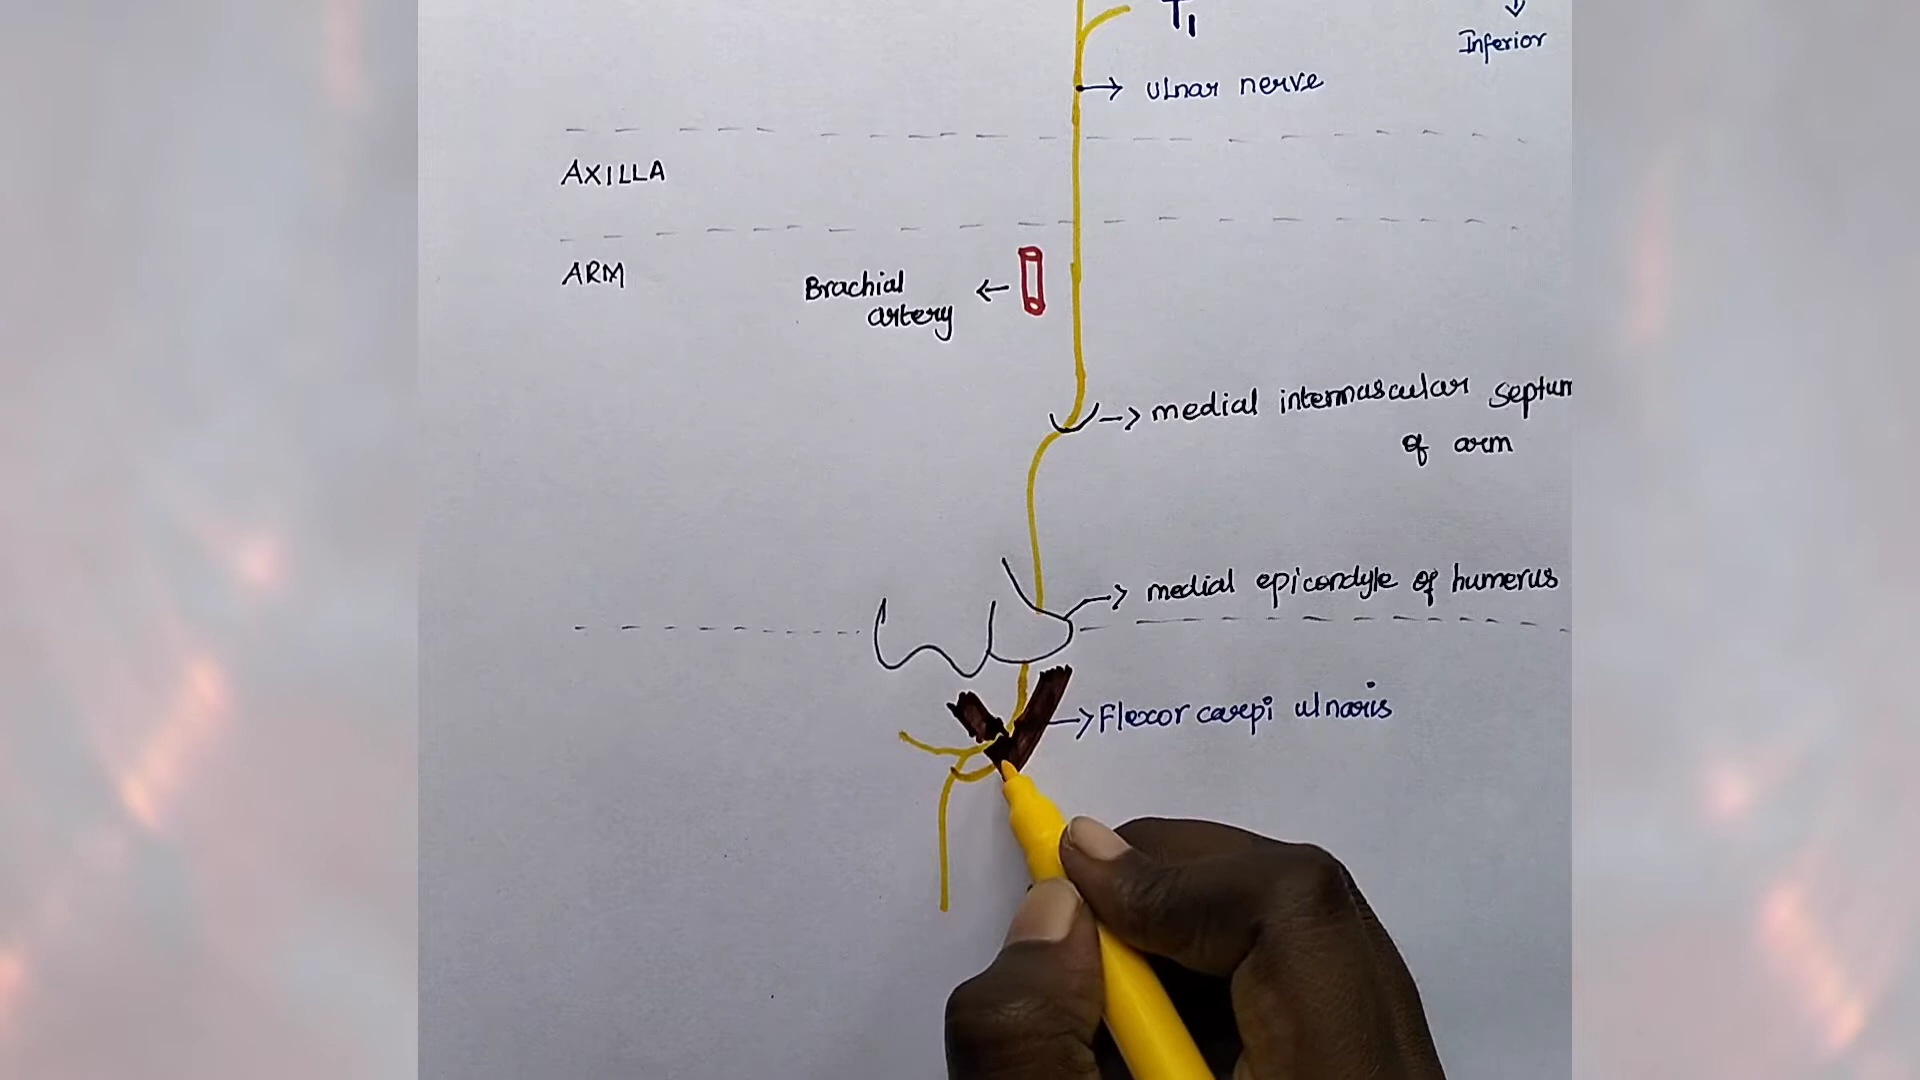 T1
Inferior
ulnar nerve
AXILLA
ARM
Brachial
artery
medial intermuscular septum
of arm
medial epicondyle of humerus
Flexor carpi ulnaris